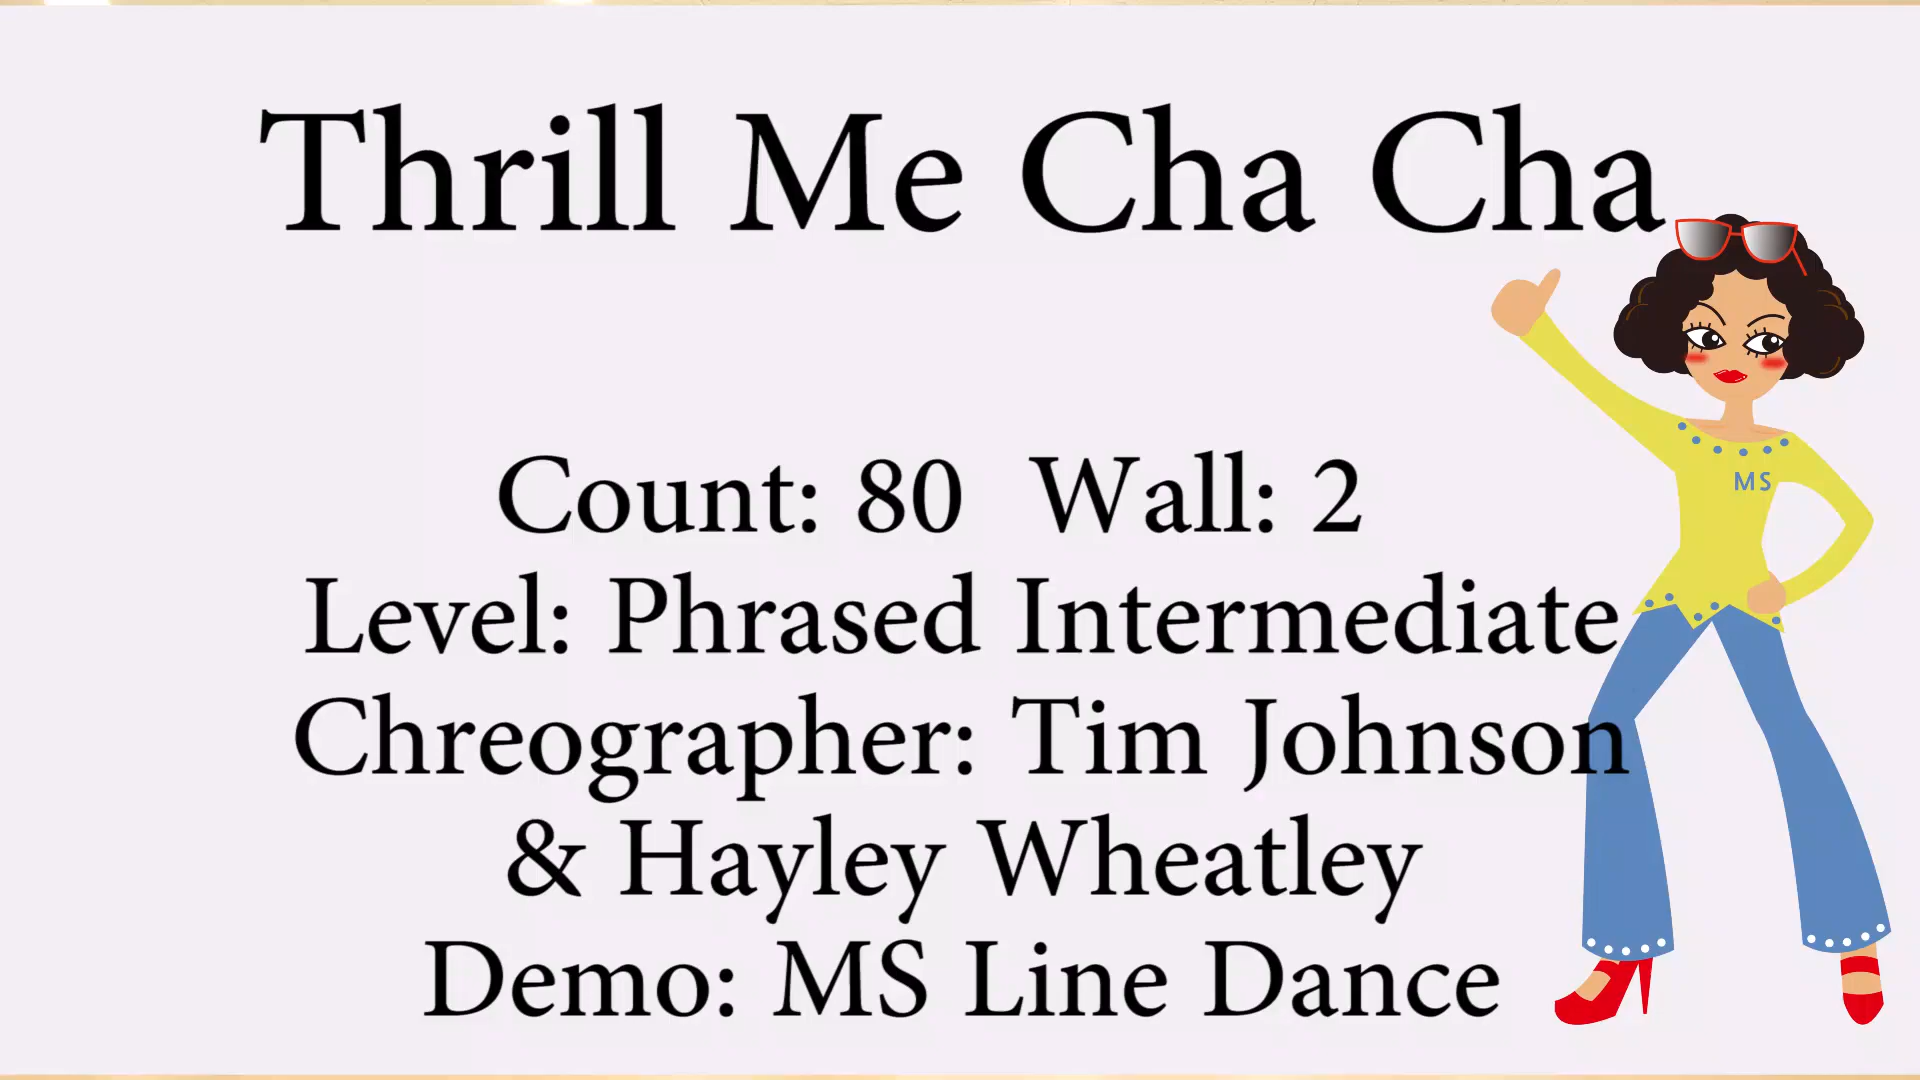 Thrill Me Cha Cha
MS
Count: 80 Wall: 2
Level: Phrased Intermediate
Chreographer: Tim Johnson
& Hayley Wheatley
Demo: MS Line Dance